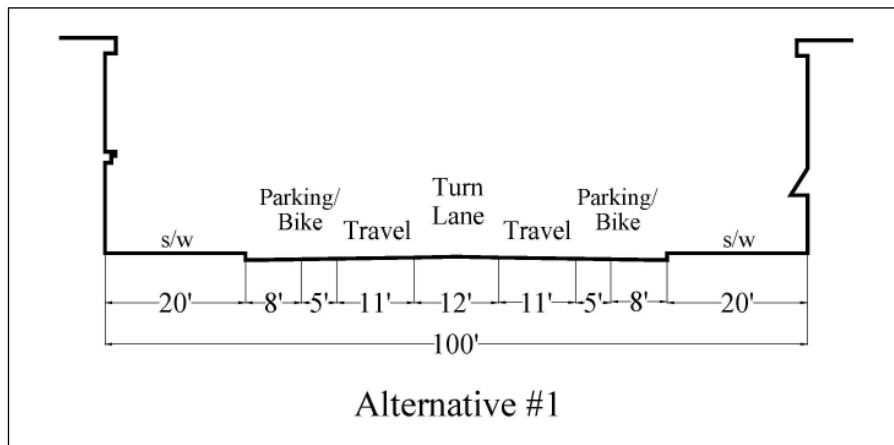 Parking/
Bike
Turn
Lane
Parking/
Bike
s/w
Travel
Travel
s/w
20' 8' 5' 11' 12' 11' 5' 8' 20'
100'
Alternative #1